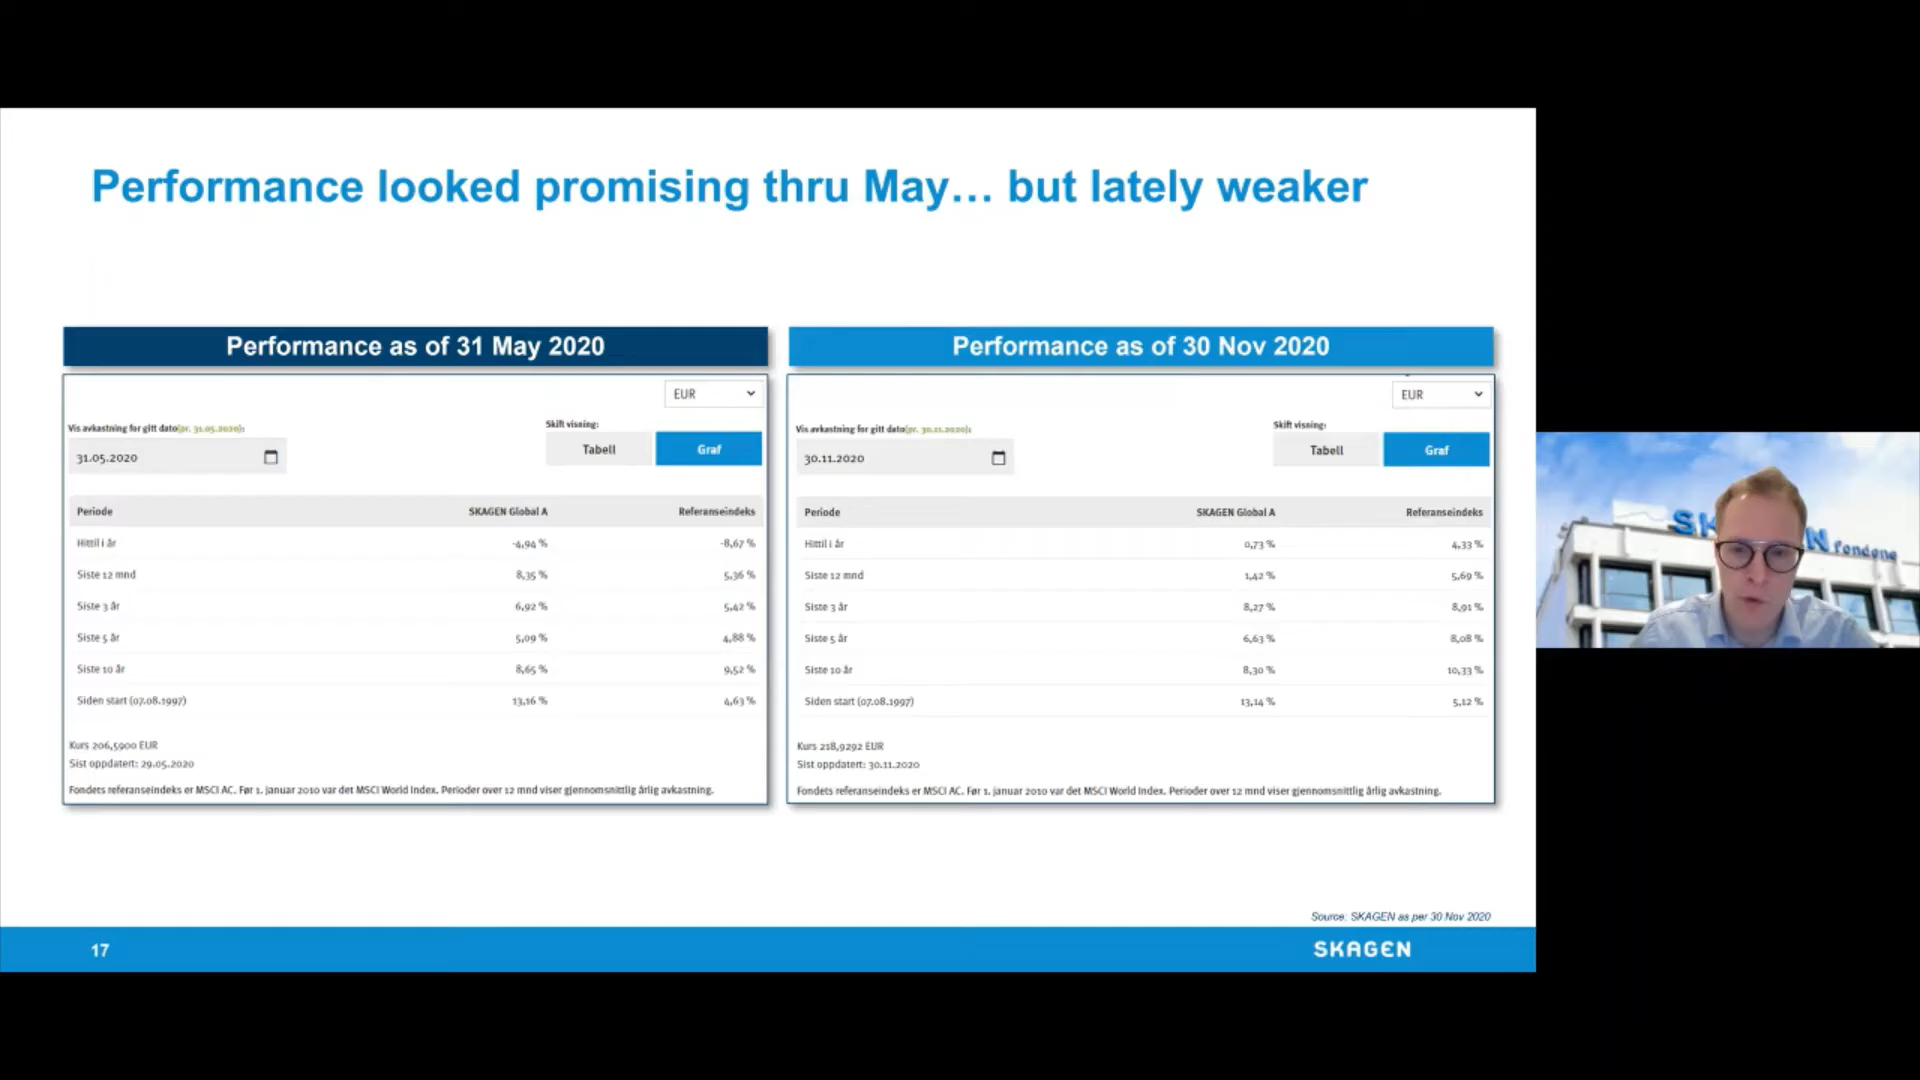 Performance looked promising thru May... but lately weaker
Performance as of 31 May 2020
EUR
Vis avkastning for gitt dato(pr. 31.05.2020):
Skift visning:
31.05.2020
Tabell
Graf
Periode SKAGEN Global A Referanseindeks
Hittil i år -4,94 % -8,67 %
Siste 12 mnd 8,35 % 5,36 %
Siste 3 år 6,92 % 5,42 %
Siste 5 år 5,09 % 4,88 %
Siste 10 år 8,65 % 9,52 %
Siden start (07.08.1997) 13,16 % 4,63 %
Kurs 206,5900 EUR
Sist oppdatert: 29.05.2020
Fondets referanseindeks er MSCI AC. Før 1. januar 2010 var det MSCI World Index. Perioder over 12 mnd viser gjennomsnittlig årlig avkastning.
Performance as of 30 Nov 2020
EUR
Vis avkastning for gitt dato(pr. 30.11.2020):
Skift visning:
30.11.2020
Tabell
Graf
Periode SKAGEN Global A Referanseindeks
Hittil i år 0,73 % 4,33 %
Siste 12 mnd 1,42 % 5,69 %
Siste 3 år 8,27 % 8,91 %
Siste 5 år 6,63 % 8,08 %
Siste 10 år 8,30 % 10,33 %
Siden start (07.08.1997) 13,14 % 5,12 %
Kurs 218,9292 EUR
Sist oppdatert: 30.11.2020
Fondets referanseindeks er MSCI AC. Før 1. januar 2010 var det MSCI World Index. Perioder over 12 mnd viser gjennomsnittlig årlig avkastning.
Source: SKAGEN as per 30 Nov 2020
17
SKAGEN
fondene